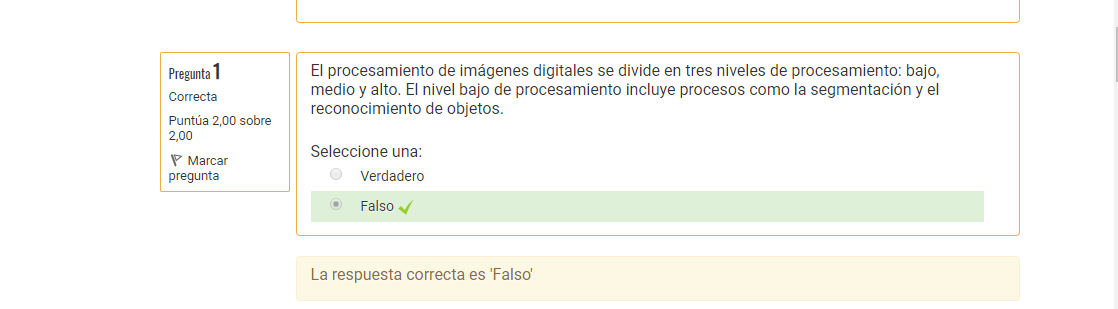 Pregunta 1
Correcta
Puntúa 2,00 sobre
2,00
Marcar
pregunta
El procesamiento de imágenes digitales se divide en tres niveles de procesamiento: bajo,
medio y alto. El nivel bajo de procesamiento incluye procesos como la segmentación y el
reconocimiento de objetos.
Seleccione una:
Verdadero
Falso
La respuesta correcta es 'Falso'